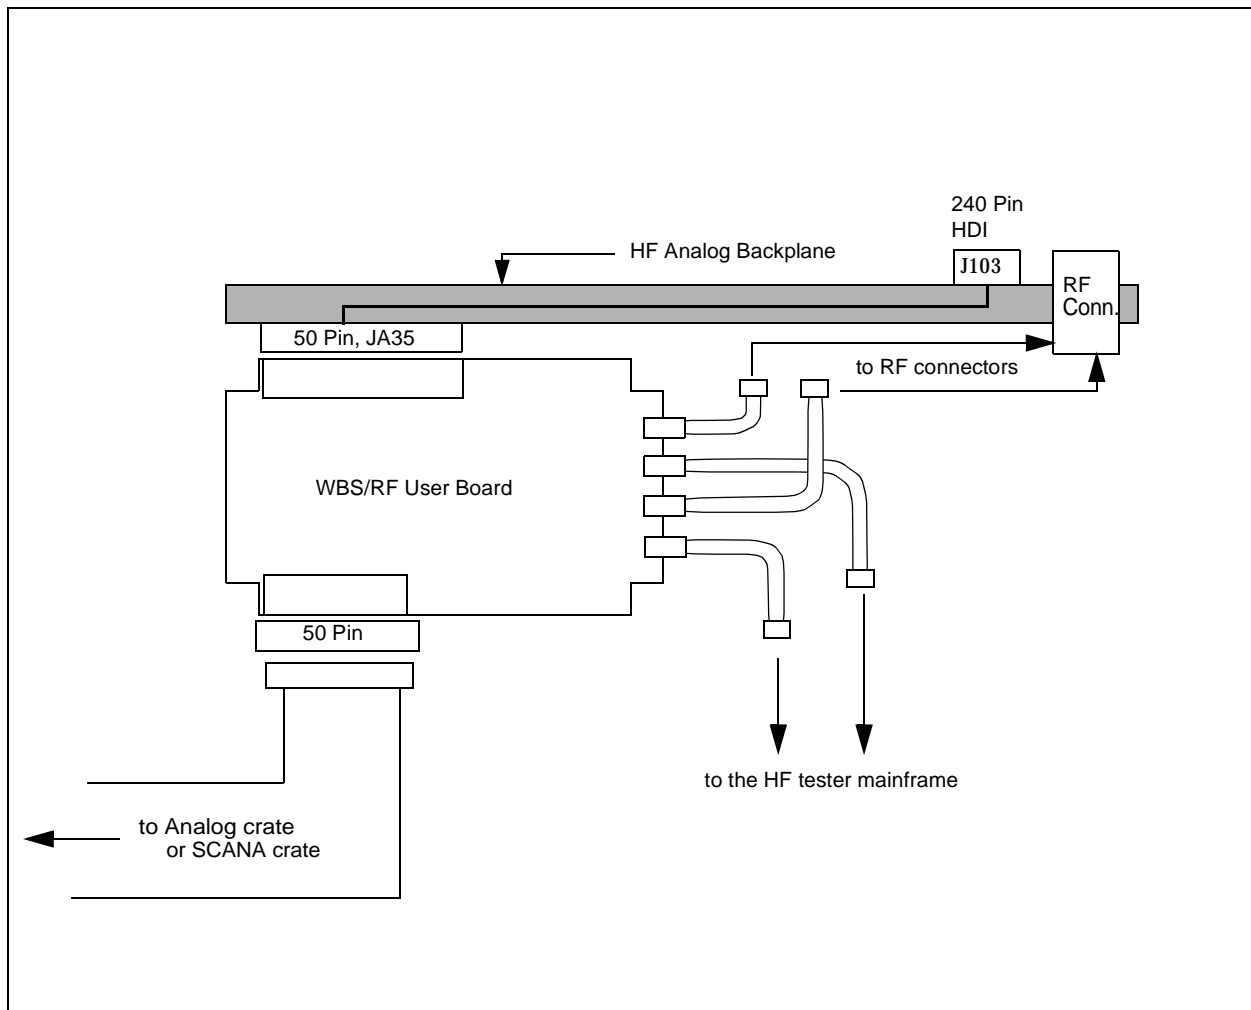 240 Pin
HDI
HF Analog Backplane
J103
RF
Conn.
50 Pin, JA35
to RF connectors
WBS/RF User Board
50 Pin
to the HF tester mainframe
to Analog crate
or SCANA crate